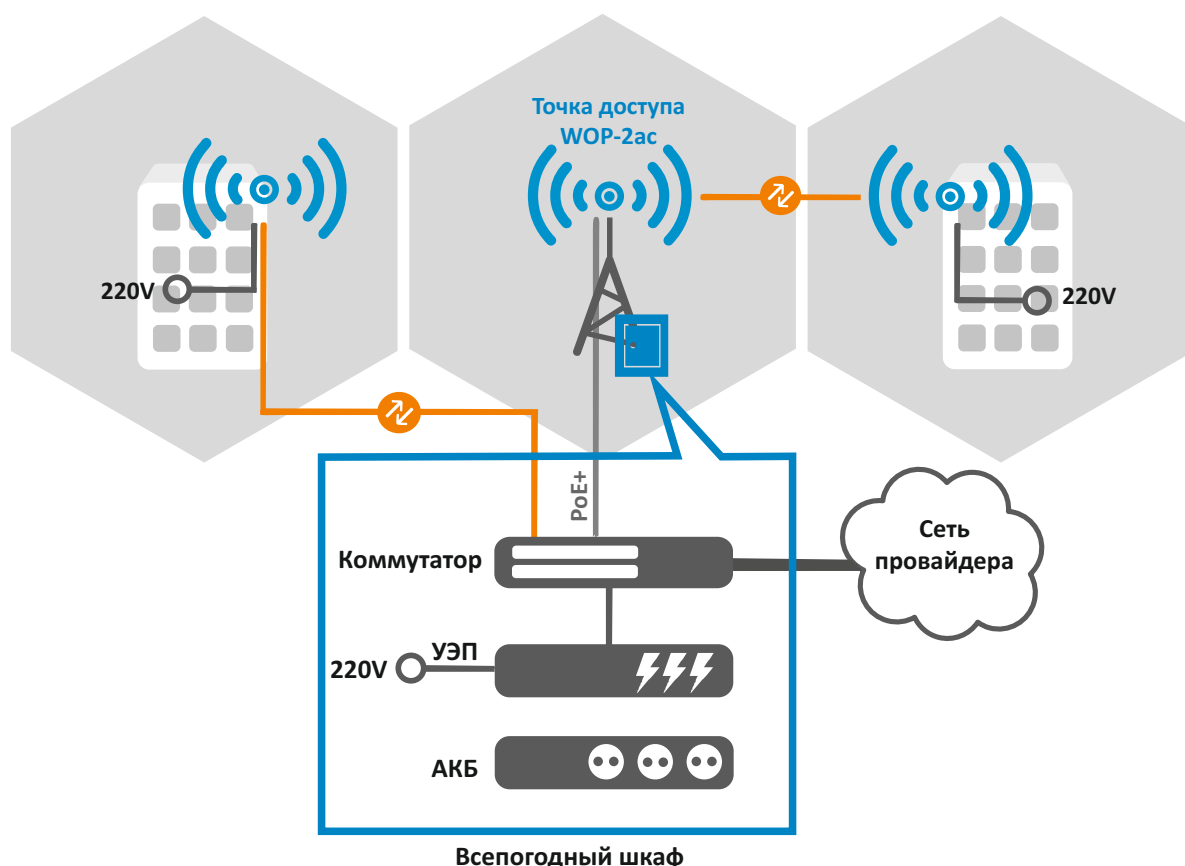 Точка доступа
WOP-2ac
220V
220V
PoE+
Коммутатор
Сеть
провайдера
УЭП
220V
АКБ
Всепогодный шкаф